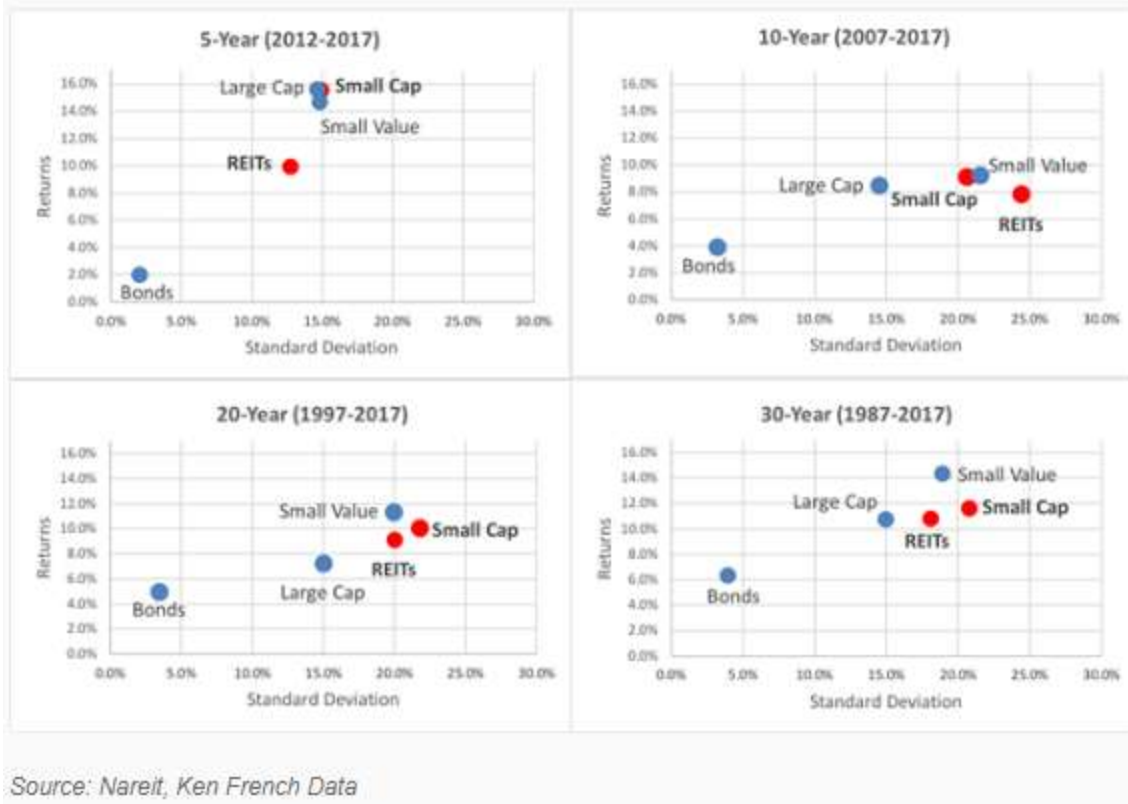 5-Year (2012-2017)
16.0%
14.0%
12.0%
10.0%
8.0%
6.0%
4.0%
2.0%
0.0%
Returns
Large Cap
Small Cap
Small Value
REITs
Bonds
0.0% 5.0% 10.0% 15.0% 20.0% 25.0% 30.0%
Standard Deviation
10-Year (2007-2017)
16.0%
14.0%
12.0%
10.0%
8.0%
6.0%
4.0%
2.0%
0.0%
Returns
Small Value
Large Cap
Small Cap
REITs
Bonds
0.0% 5.0% 10.0% 15.0% 20.0% 25.0% 30.0%
Standard Deviation
20-Year (1997-2017)
16.0%
14.0%
12.0%
10.0%
8.0%
6.0%
4.0%
2.0%
0.0%
Returns
Small Value
Small Cap
REITs
Large Cap
Bonds
0.0% 5.0% 10.0% 15.0% 20.0% 25.0% 30.0%
Standard Deviation
30-Year (1987-2017)
16.0%
14.0%
12.0%
10.0%
8.0%
6.0%
4.0%
2.0%
0.0%
Returns
Small Value
Large Cap
Small Cap
REITs
Bonds
0.0% 5.0% 10.0% 15.0% 20.0% 25.0% 30.0%
Standard Deviation
Source: Nareit, Ken French Data